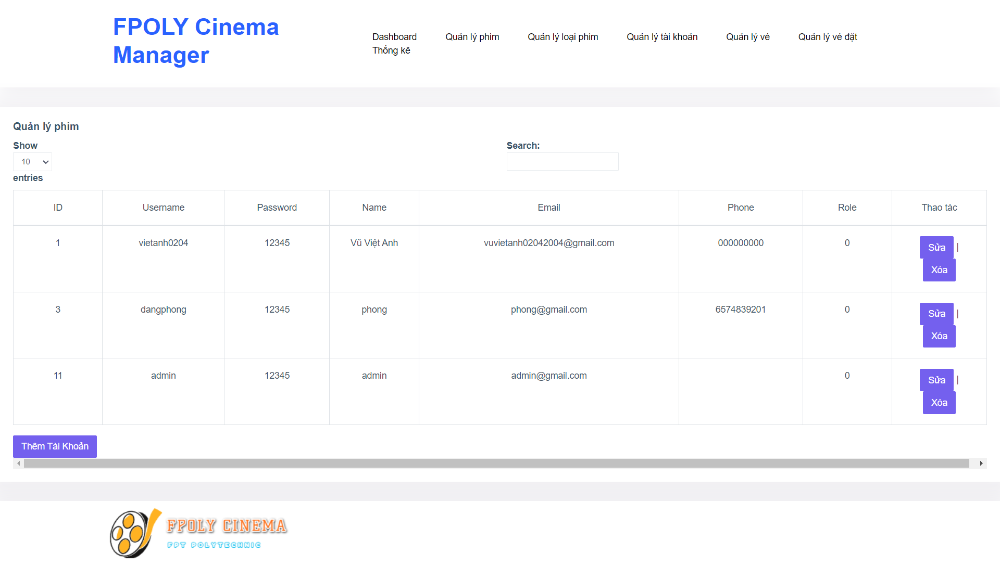 FPOLY Cinema
Manager
Dashboard Quản lý phim Quản lý loại phim Quản lý tài khoản Quản lý vé Quản lý vé đặt
Thống kê
Quản lý phim
Show
10
entries
Search:
ID Username Password Name Email Phone Role Thao tác
1 vietanh0204 12345 Vũ Việt Anh vuvietanh02042004@gmail.com 000000000 0 Sửa |
Xóa
3 dangphong 12345 phong phong@gmail.com 6574839201 0 Sửa |
Xóa
11 admin 12345 admin admin@gmail.com 0 Sửa |
Xóa
Thêm Tài Khoản
FPOLY CINEMA
FPT POLYTECHNIC